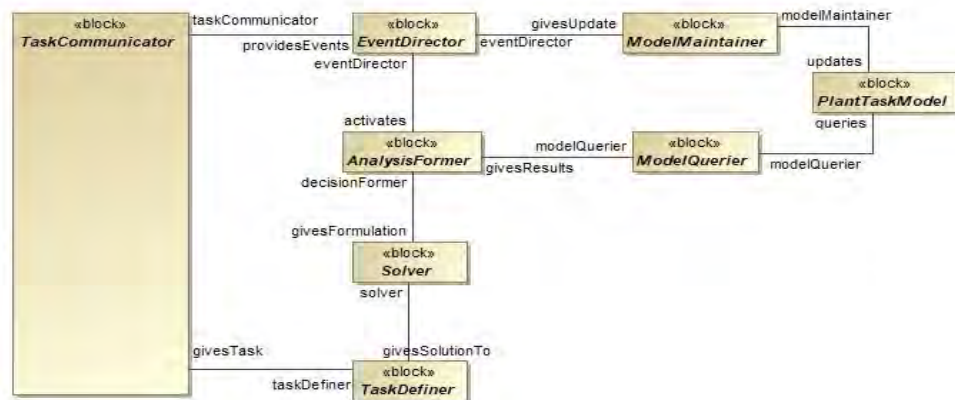 «block»
TaskCommunicator
taskCommunicator
providesEvents
«block»
EventDirector
eventDirector
givesUpdate
eventDirector
«block»
ModelMaintainer
modelMaintainer
updates
«block»
PlantTaskModel
queries
activates
«block»
AnalysisFormer
decisionFormer
givesResults
modelQuerier
«block»
ModelQuerier
modelQuerier
givesFormulation
«block»
Solver
solver
givesTask
taskDefiner
givesSolutionTo
«block»
TaskDefiner